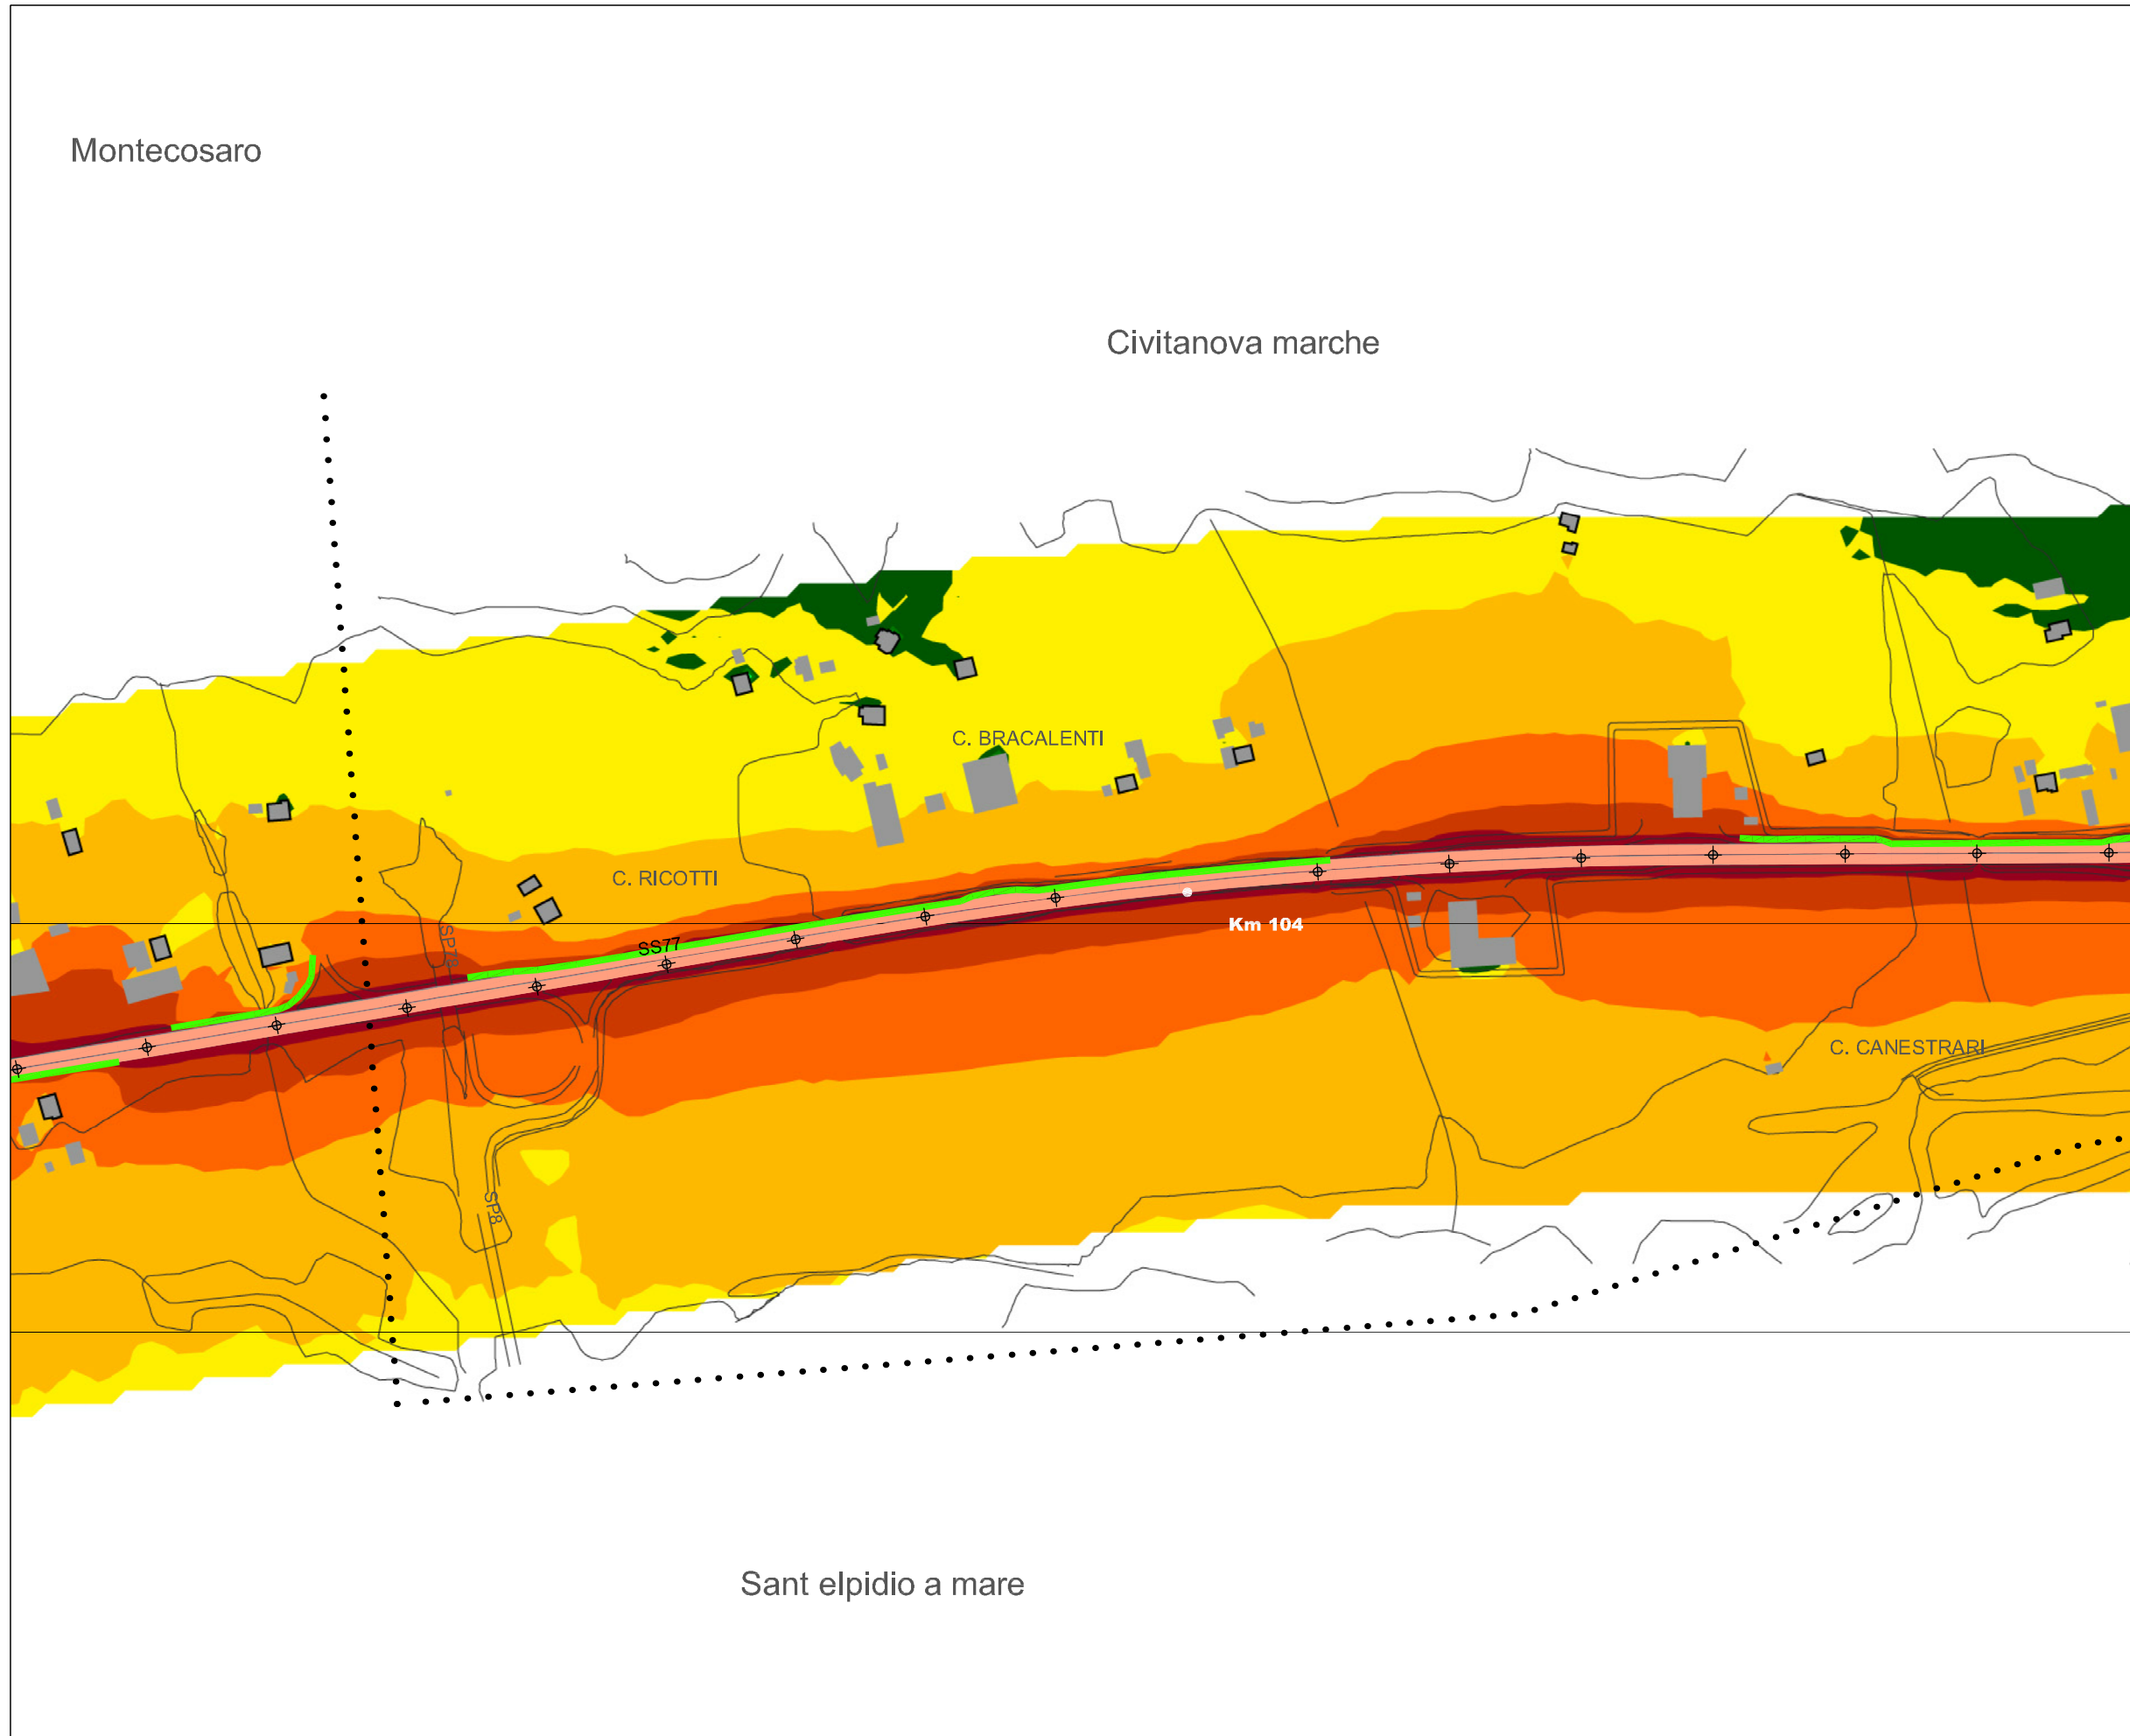 Montecosaro
Civitanova marche
C. BRACALENTI
C. RICOTTI
SS77
SP78
Km 104
C. CANESTRARI
SP8
Sant elpidio a mare